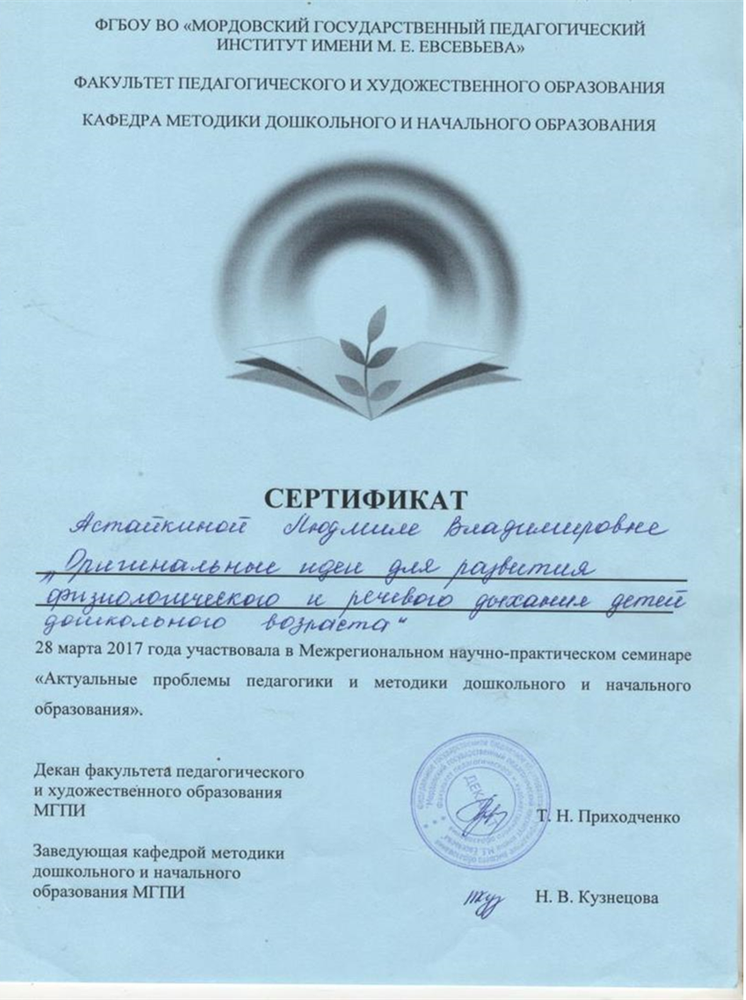 ФГБОУ ВО «МОРДОВСКИЙ ГОСУДАРСТВЕННЫЙ ПЕДАГОГИЧЕСКИЙ
ИНСТИТУТ ИМЕНИ М. Е. ЕВСЕВЬЕВА»
ФАКУЛЬТЕТ ПЕДАГОГИЧЕСКОГО И ХУДОЖЕСТВЕННОГО ОБРАЗОВАНИЯ
КАФЕДРА МЕТОДИКИ ДОШКОЛЬНОГО И НАЧАЛЬНОГО ОБРАЗОВАНИЯ
СЕРТИФИКАТ
Астайкиной Людмиле Владимировне
„Оригинальные идеи для развития
физиологического и речевого дыхания детей
дошкольного возраста"
28 марта 2017 года участвовала в Межрегиональном научно-практическом семинаре
«Актуальные проблемы педагогики и методики дошкольного и начального
образования».
Декан факультета педагогического
и художественного образования
МГПИ
Т. Н. Приходченко
Заведующая кафедрой методики
дошкольного и начального
образования МГПИ
Н. В. Кузнецова